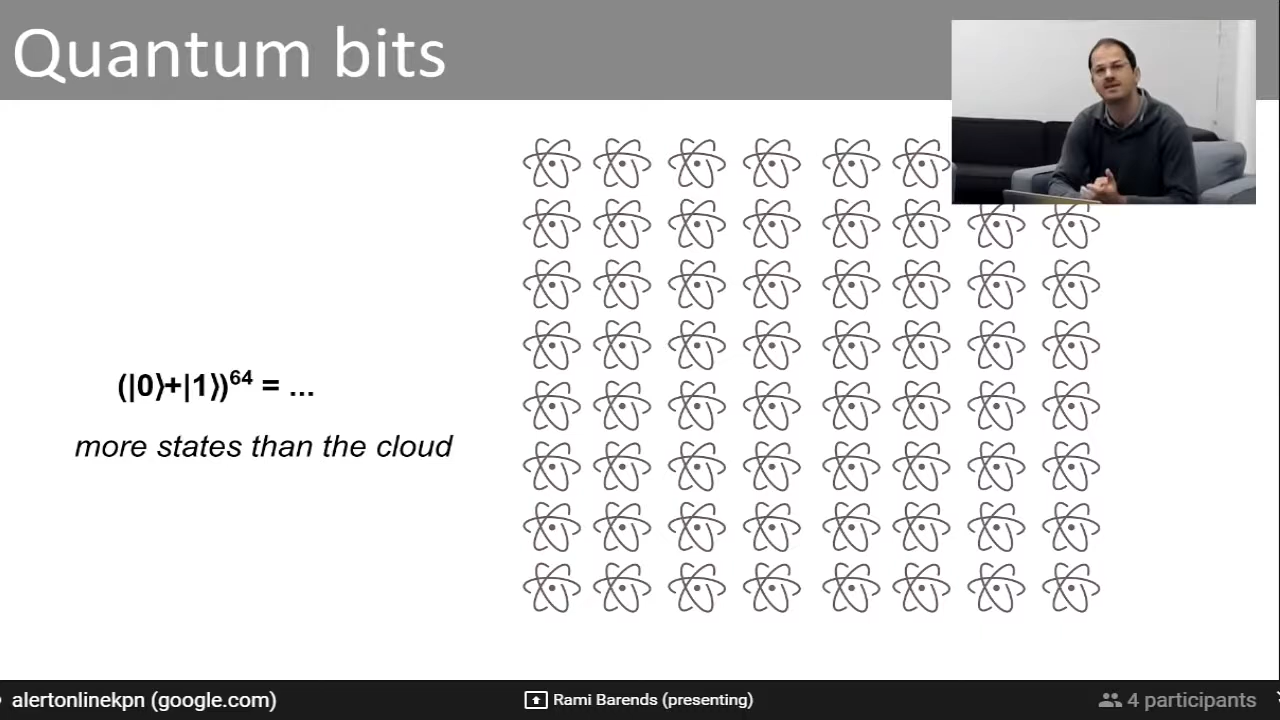 Quantum bits
(|0⟩+|1⟩)⁶⁴ = ...
more states than the cloud
alertonlinekpn (google.com)
Rami Barends (presenting)
4 participants